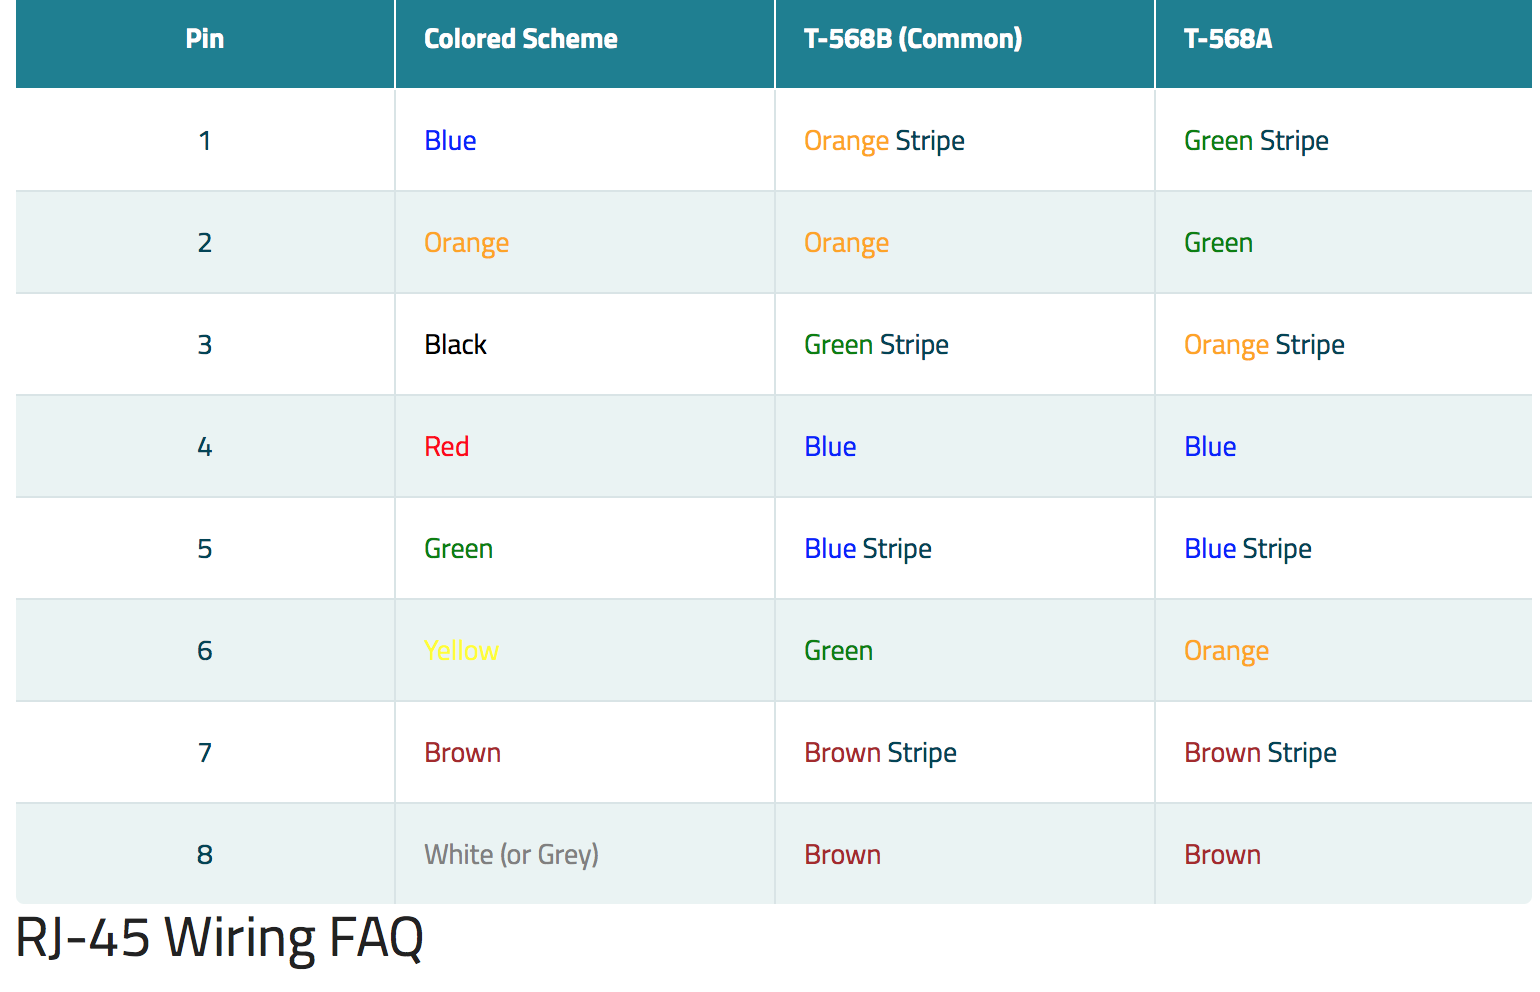 Pin Colored Scheme T-568B (Common) T-568A
1 Blue Orange Stripe Green Stripe
2 Orange Orange Green
3 Black Green Stripe Orange Stripe
4 Red Blue Blue
5 Green Blue Stripe Blue Stripe
6 Yellow Green Orange
7 Brown Brown Stripe Brown Stripe
8 White (or Grey) Brown Brown
RJ-45 Wiring FAQ